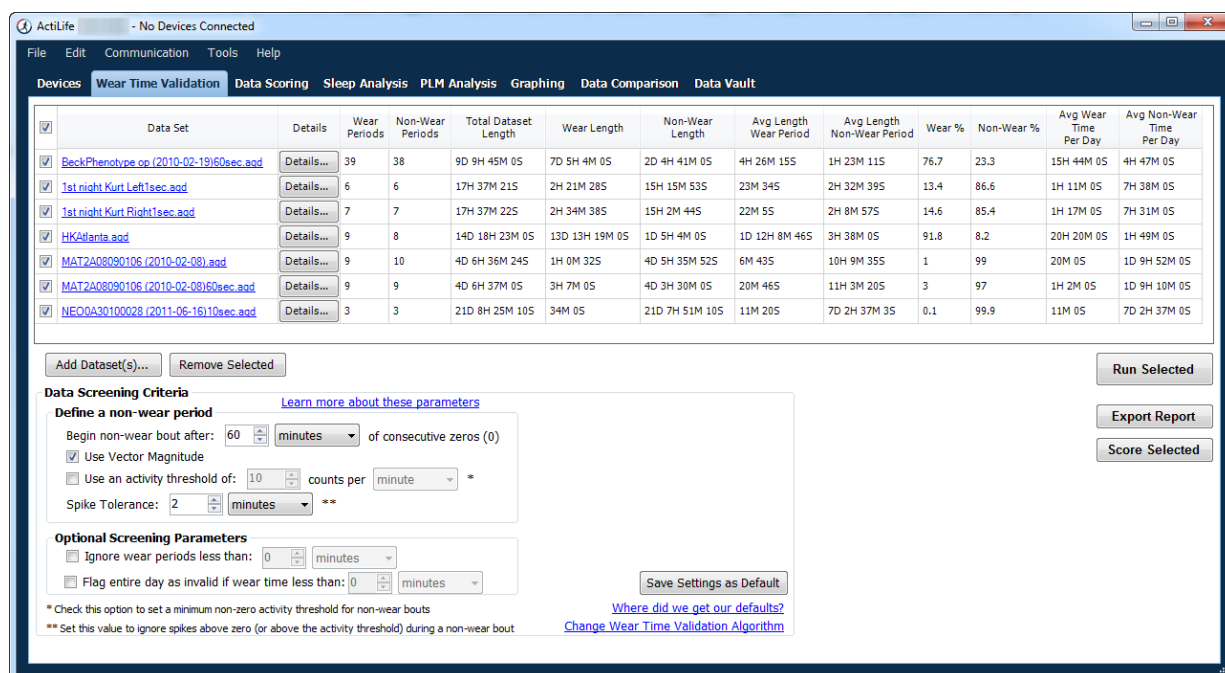 ActiLife - No Devices Connected
File Edit Communication Tools Help
Devices Wear Time Validation Data Scoring Sleep Analysis PLM Analysis Graphing Data Comparison Data Vault
Data Set Details Wear Periods Non-Wear Periods Total Dataset Length Wear Length Non-Wear Length Avg Length Wear Period Avg Length Non-Wear Period Wear % Non-Wear % Avg Wear Time Per Day Avg Non-Wear Time Per Day
BeckPhenotype op (2010-02-19)60sec.agd Details... 39 38 9D 9H 45M 0S 7D 5H 4M 0S 2D 4H 41M 0S 4H 26M 15S 1H 23M 11S 76.7 23.3 15H 44M 0S 4H 47M 0S
1st night Kurt Left1sec.agd Details... 6 6 17H 37M 21S 2H 21M 28S 15H 15M 53S 23M 34S 2H 32M 39S 13.4 86.6 1H 11M 0S 7H 38M 0S
1st night Kurt Right1sec.agd Details... 7 7 17H 37M 22S 2H 34M 38S 15H 2M 44S 22M 5S 2H 8M 57S 14.6 85.4 1H 17M 0S 7H 31M 0S
HKAtlanta.agd Details... 9 8 14D 18H 23M 0S 13D 13H 19M 0S 1D 5H 4M 0S 1D 12H 8M 46S 3H 38M 0S 91.8 8.2 20H 20M 0S 1H 49M 0S
MAT2A08090106 (2010-02-08).agd Details... 9 10 4D 6H 36M 24S 1H 0M 32S 4D 5H 35M 52S 6M 43S 10H 9M 35S 1 99 20M 0S 1D 9H 52M 0S
MAT2A08090106 (2010-02-08)60sec.agd Details... 9 9 4D 6H 37M 0S 3H 7M 0S 4D 3H 30M 0S 20M 46S 11H 3M 20S 3 97 1H 2M 0S 1D 9H 10M 0S
NEO0A30100028 (2011-06-16)10sec.agd Details... 3 3 21D 8H 25M 10S 34M 0S 21D 7H 51M 10S 11M 20S 7D 2H 37M 3S 0.1 99.9 11M 0S 7D 2H 37M 0S
Add Dataset(s)... Remove Selected Run Selected
Data Screening Criteria
Learn more about these parameters
Define a non-wear period
Export Report
Begin non-wear bout after: 60 minutes of consecutive zeros (0)
Use Vector Magnitude Score Selected
Use an activity threshold of: 10 counts per minute *
Spike Tolerance: 2 minutes **
Optional Screening Parameters
Ignore wear periods less than: 0 minutes
Flag entire day as invalid if wear time less than: 0 minutes Save Settings as Default
* Check this option to set a minimum non-zero activity threshold for non-wear bouts Where did we get our defaults?
** Set this value to ignore spikes above zero (or above the activity threshold) during a non-wear bout Change Wear Time Validation Algorithm